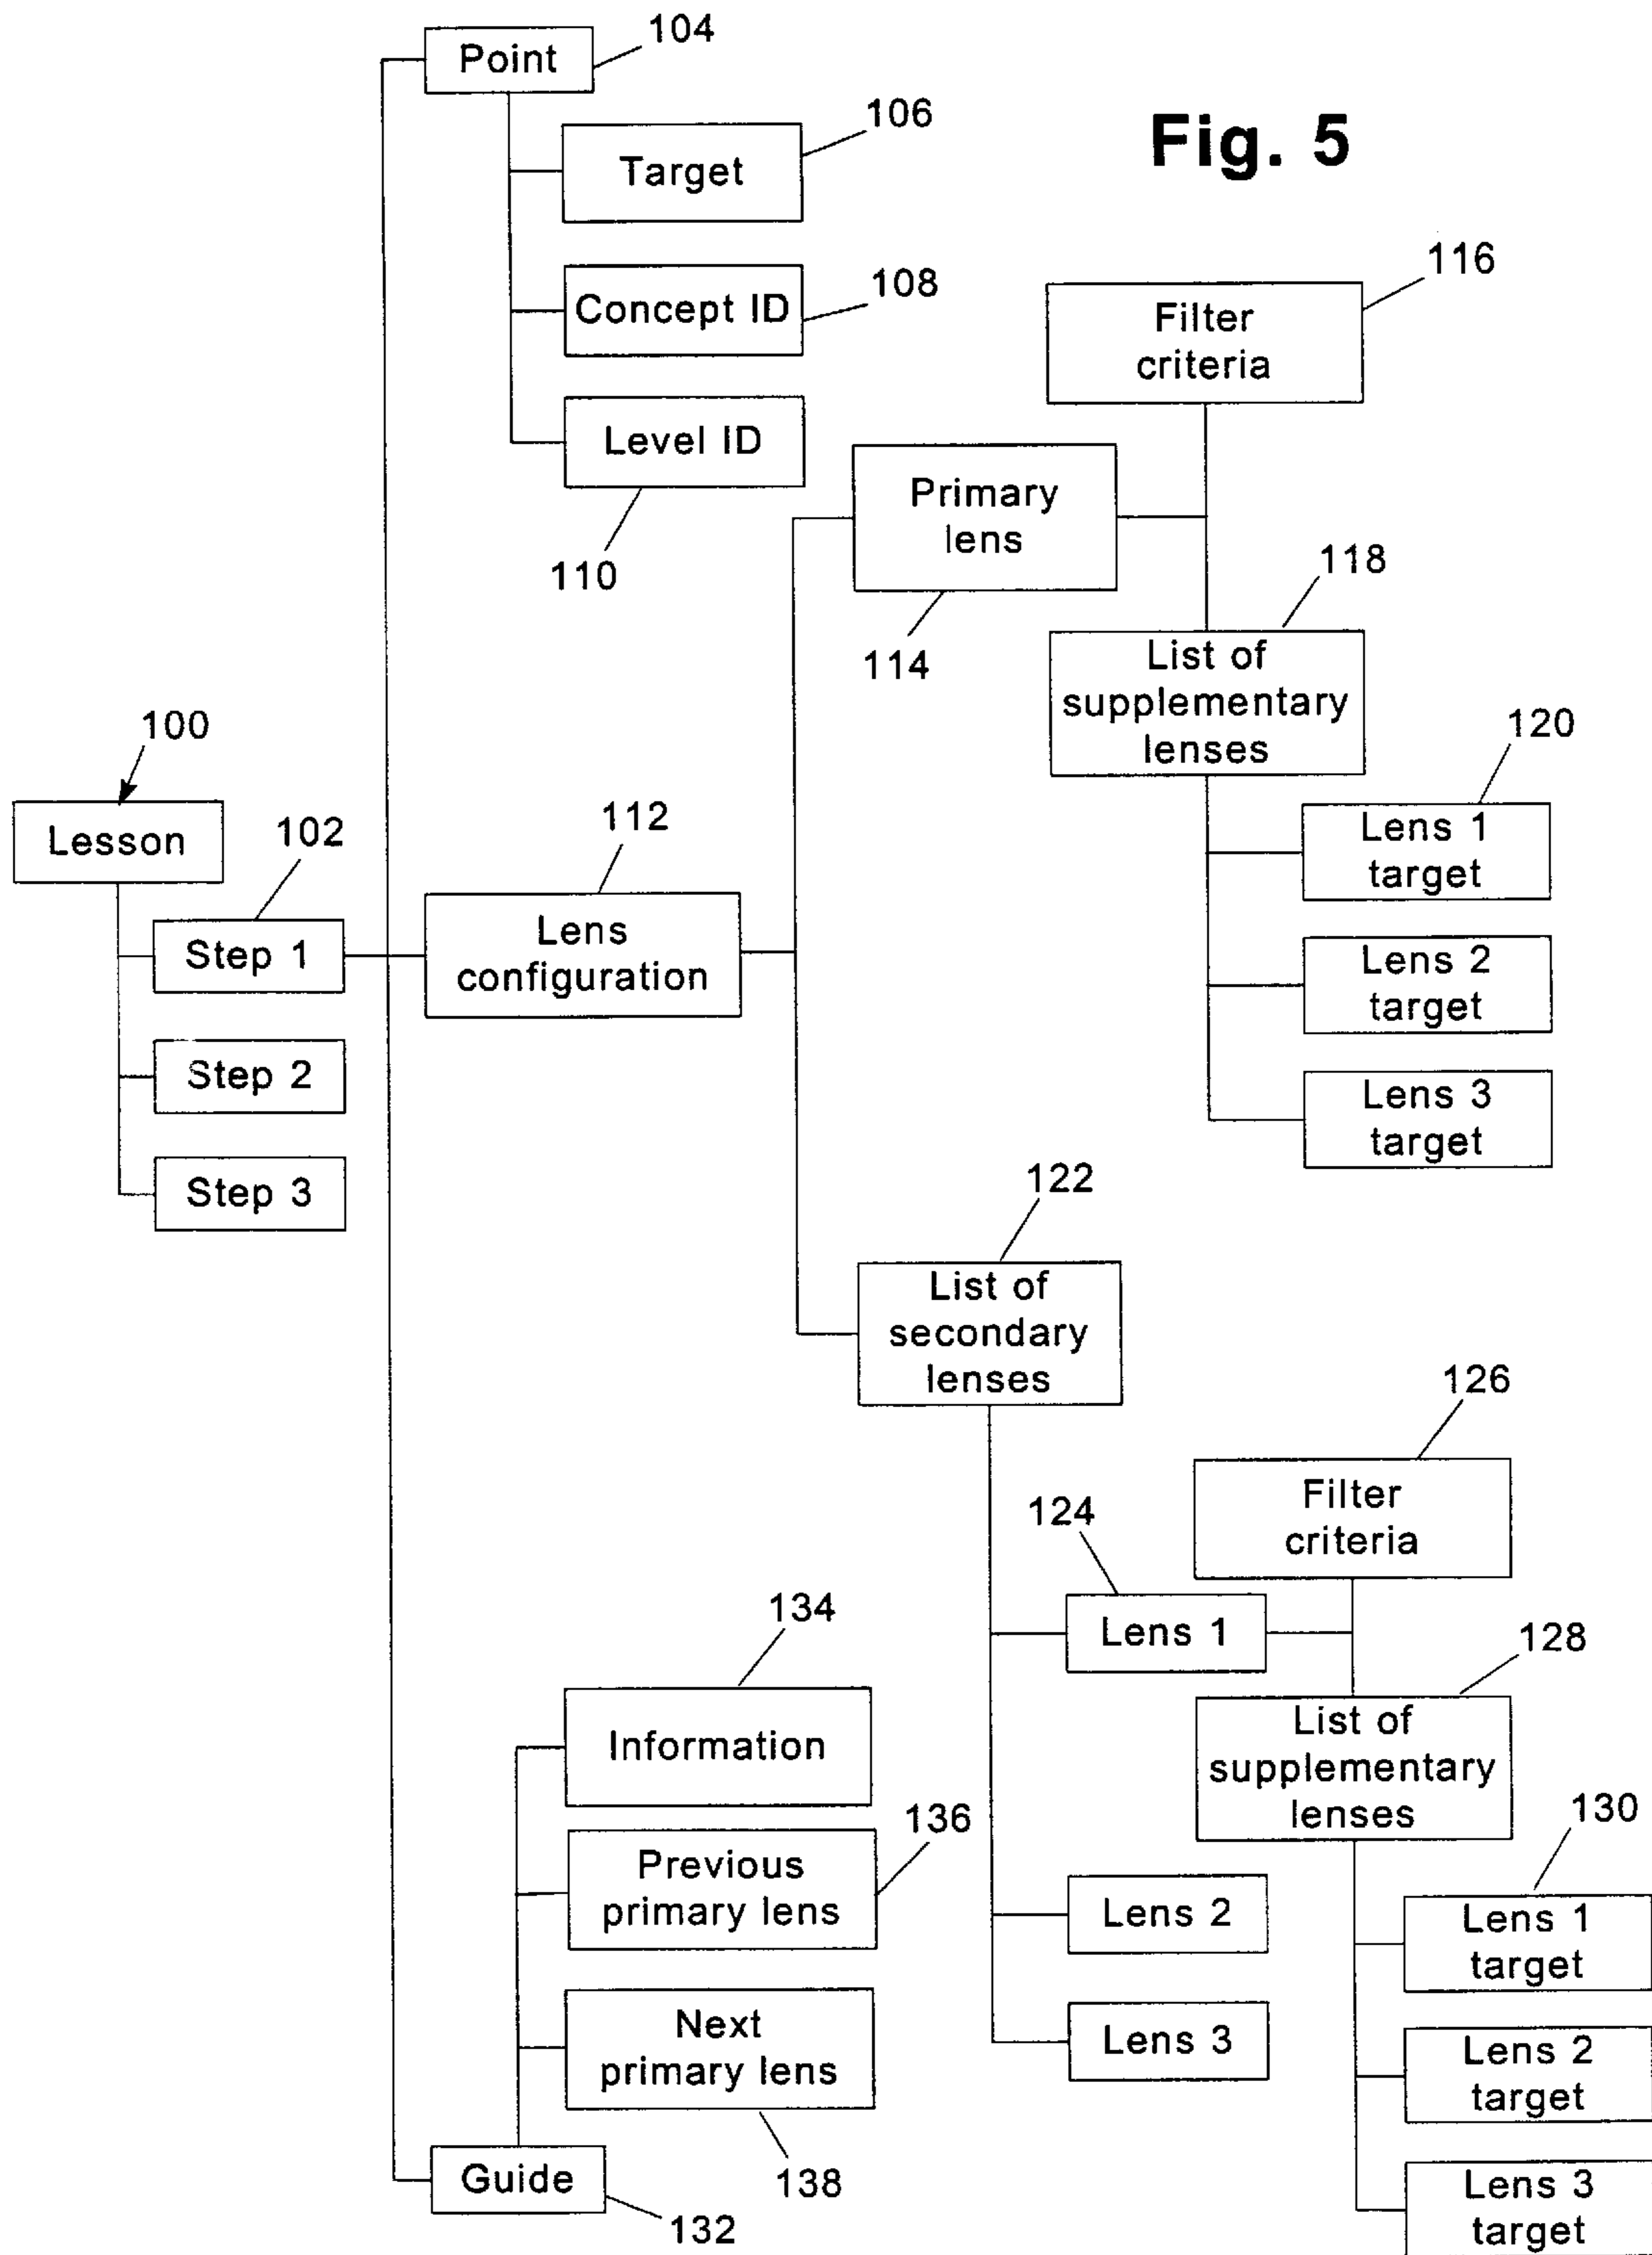 Fig. 5
104
Point
106
Target
108
Concept ID
Level ID
110
116
Filter
criteria
Primary
lens
114
118
List of
supplementary
lenses
120
Lens 1
target
Lens 2
target
Lens 3
target
100
Lesson
102
Step 1
Step 2
Step 3
112
Lens
configuration
122
List of
secondary
lenses
126
Filter
criteria
124
Lens 1
128
List of
supplementary
lenses
130
Lens 1
target
Lens 2
target
Lens 3
target
Lens 2
Lens 3
134
Information
136
Previous
primary lens
Next
primary lens
138
Guide
132